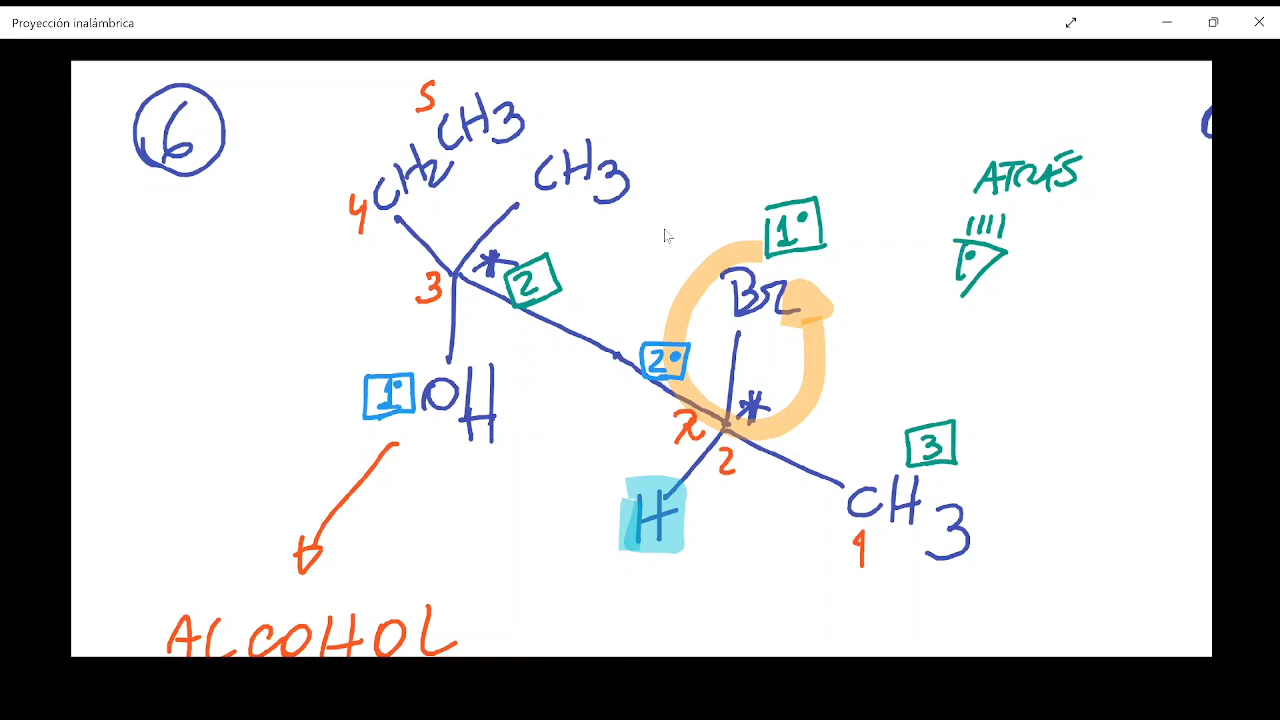 Proyección inalámbrica
6
5
CH3
CH3
4
CH2
ATRÁS
1°
*
3
2
Br
2°
1°
OH
*
R
2
3
H
CH3
1
ALCOHOL